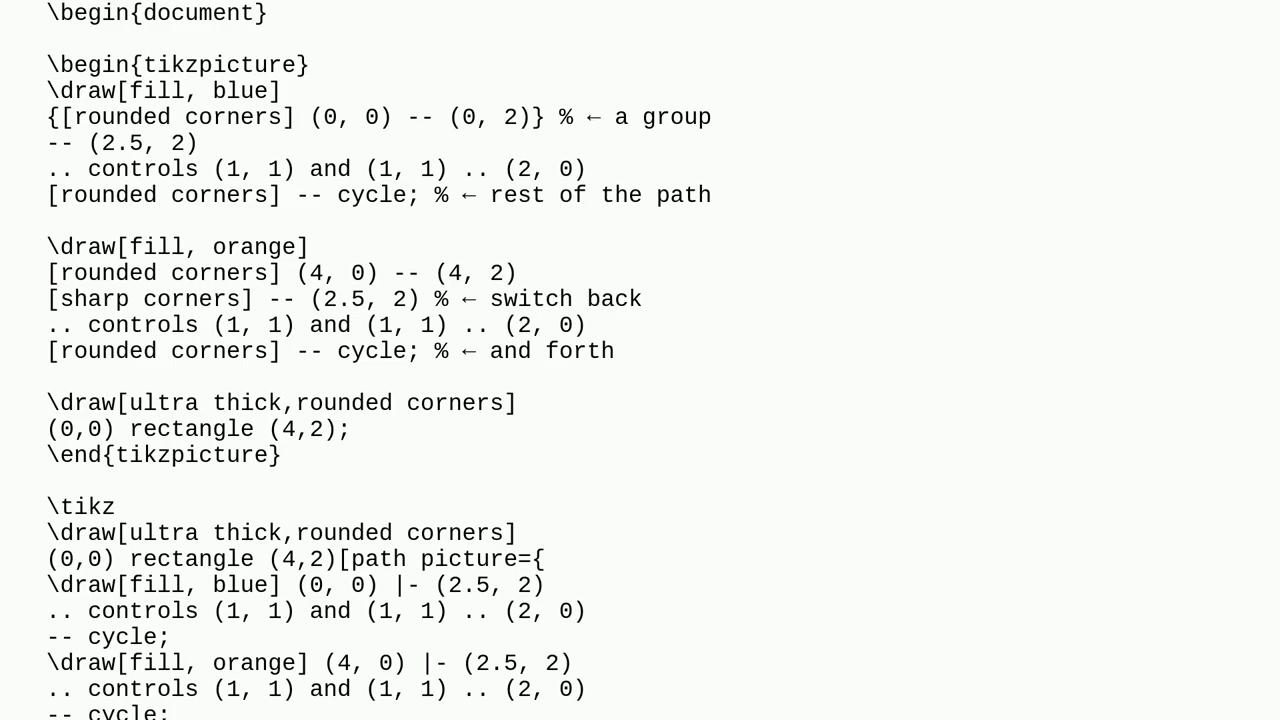 \begin{document}

\begin{tikzpicture}
\draw[fill, blue]
{[rounded corners] (0, 0) -- (0, 2)} % ← a group
-- (2.5, 2)
.. controls (1, 1) and (1, 1) .. (2, 0)
[rounded corners] -- cycle; % ← rest of the path

\draw[fill, orange]
[rounded corners] (4, 0) -- (4, 2)
[sharp corners] -- (2.5, 2) % ← switch back
.. controls (1, 1) and (1, 1) .. (2, 0)
[rounded corners] -- cycle; % ← and forth

\draw[ultra thick,rounded corners]
(0,0) rectangle (4,2);
\end{tikzpicture}

\tikz
\draw[ultra thick,rounded corners]
(0,0) rectangle (4,2)[path picture={
\draw[fill, blue] (0, 0) |- (2.5, 2)
.. controls (1, 1) and (1, 1) .. (2, 0)
-- cycle;
\draw[fill, orange] (4, 0) |- (2.5, 2)
.. controls (1, 1) and (1, 1) .. (2, 0)
-- cycle;